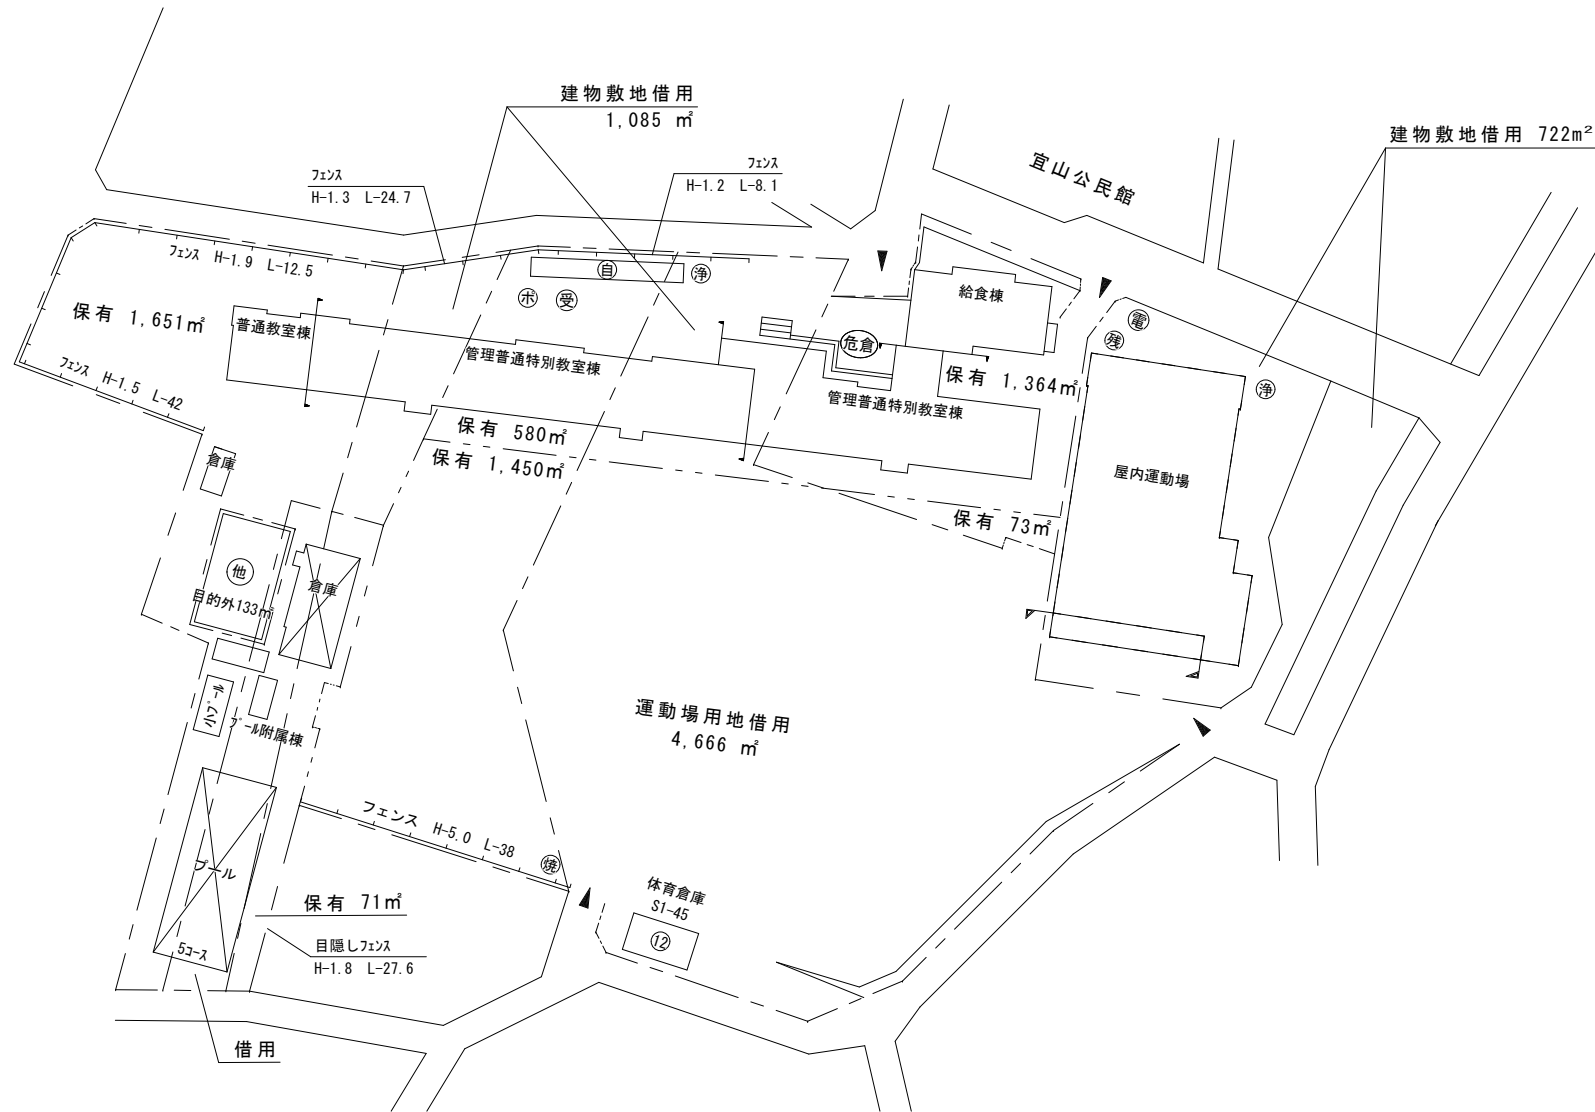 建物敷地借用
1,085 ㎡
建物敷地借用 722m²
宜山公民館
ﾌｪﾝｽ
H-1.3 L-24.7
ﾌｪﾝｽ
H-1.2 L-8.1
ﾌｪﾝｽ H-1.9 L-12.5
自
浄
ポ
受
給食棟
電
残
保有 1,651㎡
普通教室棟
管理普通特別教室棟
危倉
保有 1,364㎡
浄
ﾌｪﾝｽ H-1.5 L-42
管理普通特別教室棟
保有 580㎡
保有 1,450㎡
倉庫
屋内運動場
保有 73㎡
他
目的外133㎡
倉庫
小ﾌﾟｰﾙ
ﾌﾟｰﾙ附属棟
運動場用地借用
4,666 ㎡
フェンス H-5.0 L-38
焼
プール
5ｺｰｽ
保有 71㎡
目隠しﾌｪﾝｽ
H-1.8 L-27.6
体育倉庫
S1-45
⑫
借用